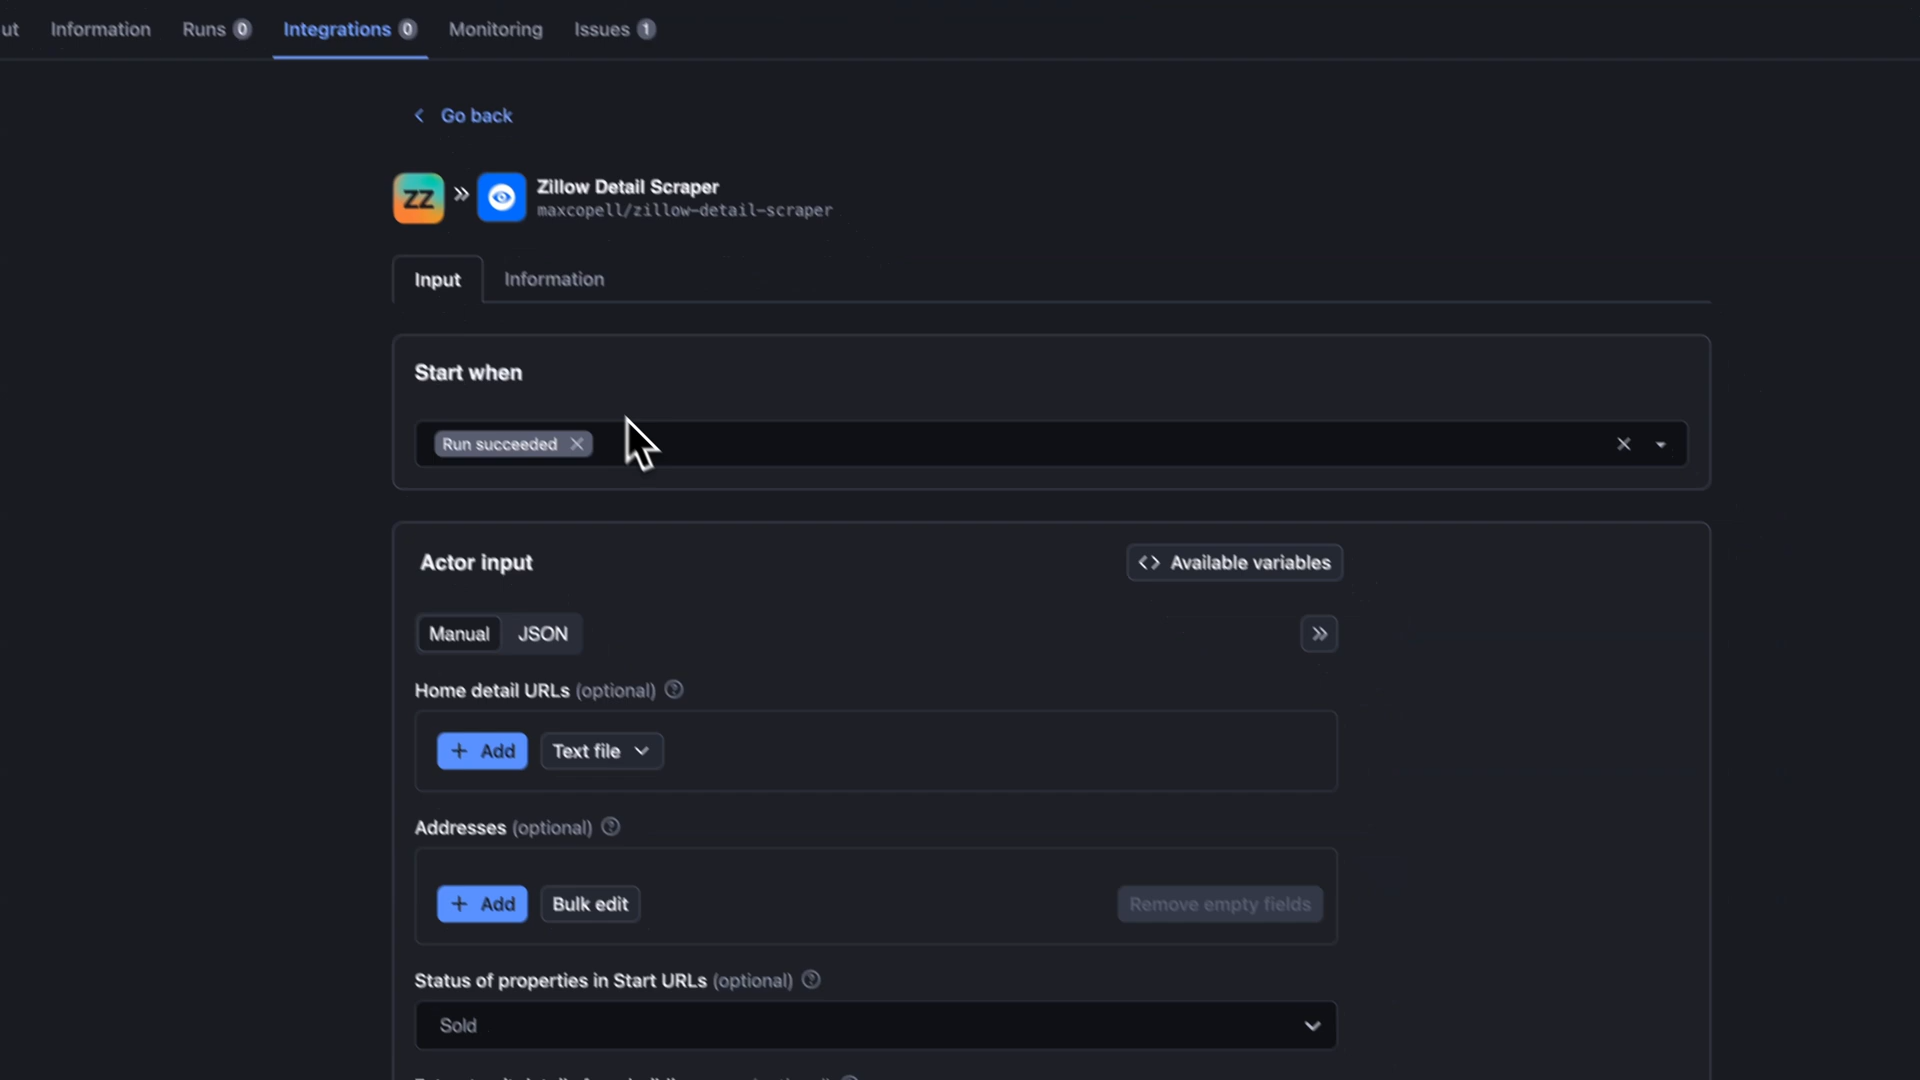 ut Information Runs 0 Integrations 0 Monitoring Issues 1
Go back
ZZ
Zillow Detail Scraper
maxcopell/zillow-detail-scraper
Input Information
Start when
Run succeeded
Actor input
<> Available variables
Manual JSON
Home detail URLs (optional)
+ Add Text file
Addresses (optional)
+ Add Bulk edit Remove empty fields
Status of properties in Start URLs (optional)
Sold